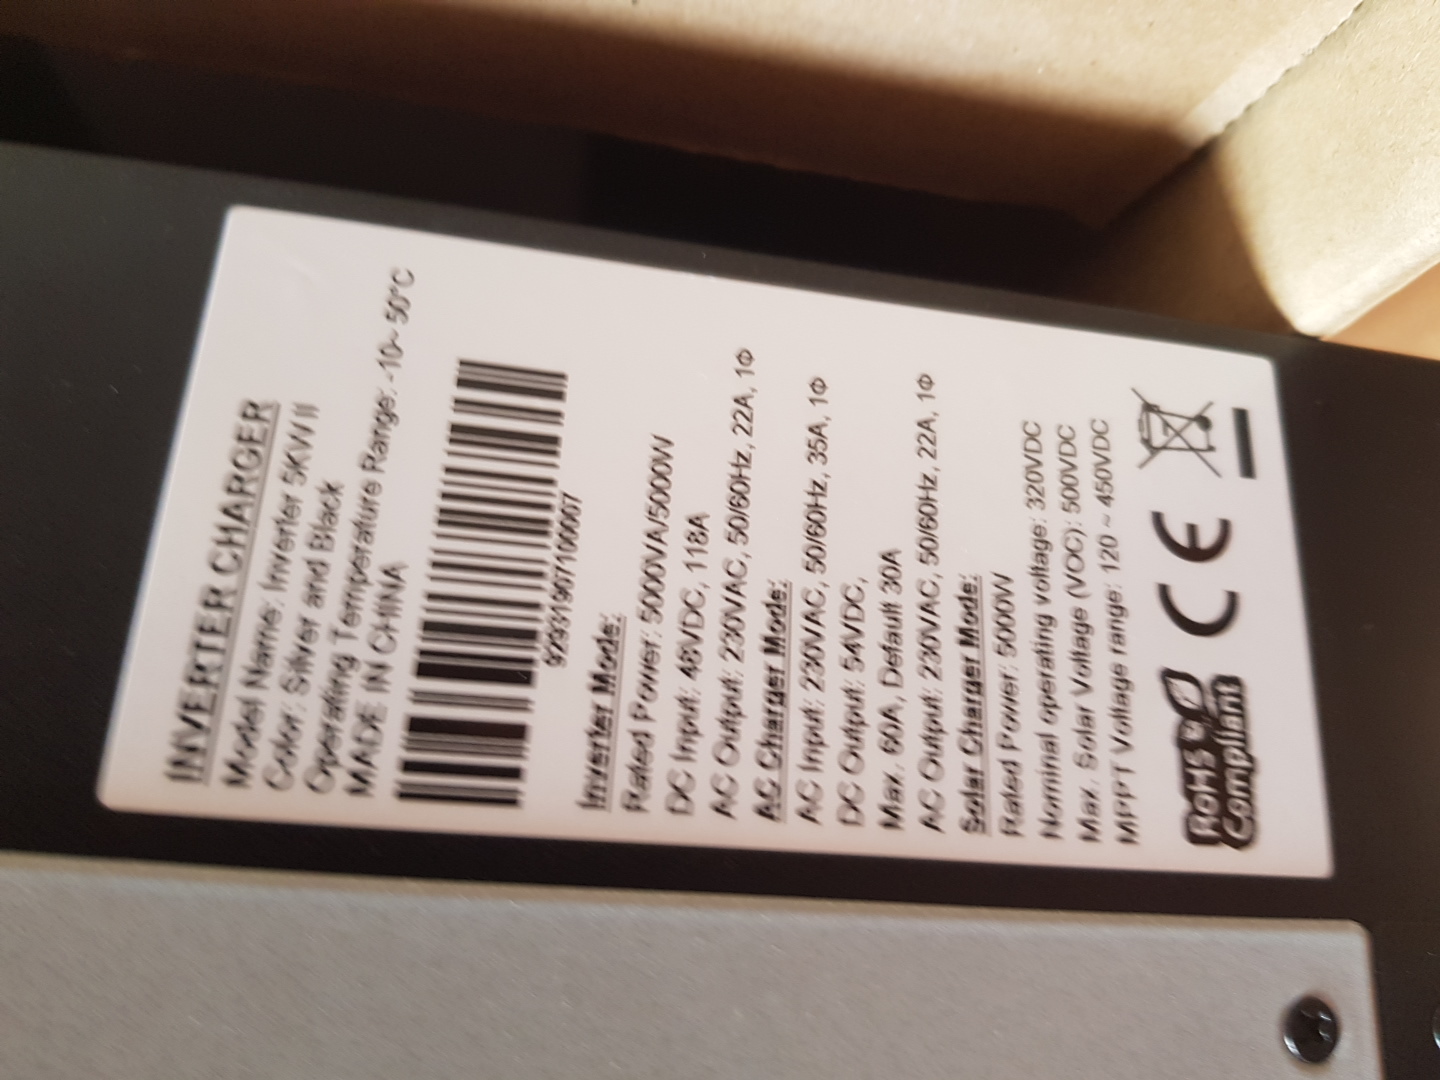 INVERTER CHARGER
Model Name: Inverter 5KW II
Color: Silver and Black
Operating Temperature Range: -10~ 50°C
MADE IN CHINA
Inverter Mode:
Rated Power: 5000VA/5000W
DC Input: 48VDC, 118A
AC Output: 230VAC, 50/60Hz, 22A, 1Φ
AC Charger Mode:
AC Input: 230VAC, 50/60Hz, 35A, 1Φ
DC Output: 54VDC,
Max. 60A, Default 30A
AC Output: 230VAC, 50/60Hz, 22A, 1Φ
Solar Charger Mode:
Rated Power: 5000W
Nominal operating voltage: 320VDC
Max. Solar Voltage (VOC): 500VDC
MPPT Voltage range: 120 ~ 450VDC
RoHS
Compliant
CE